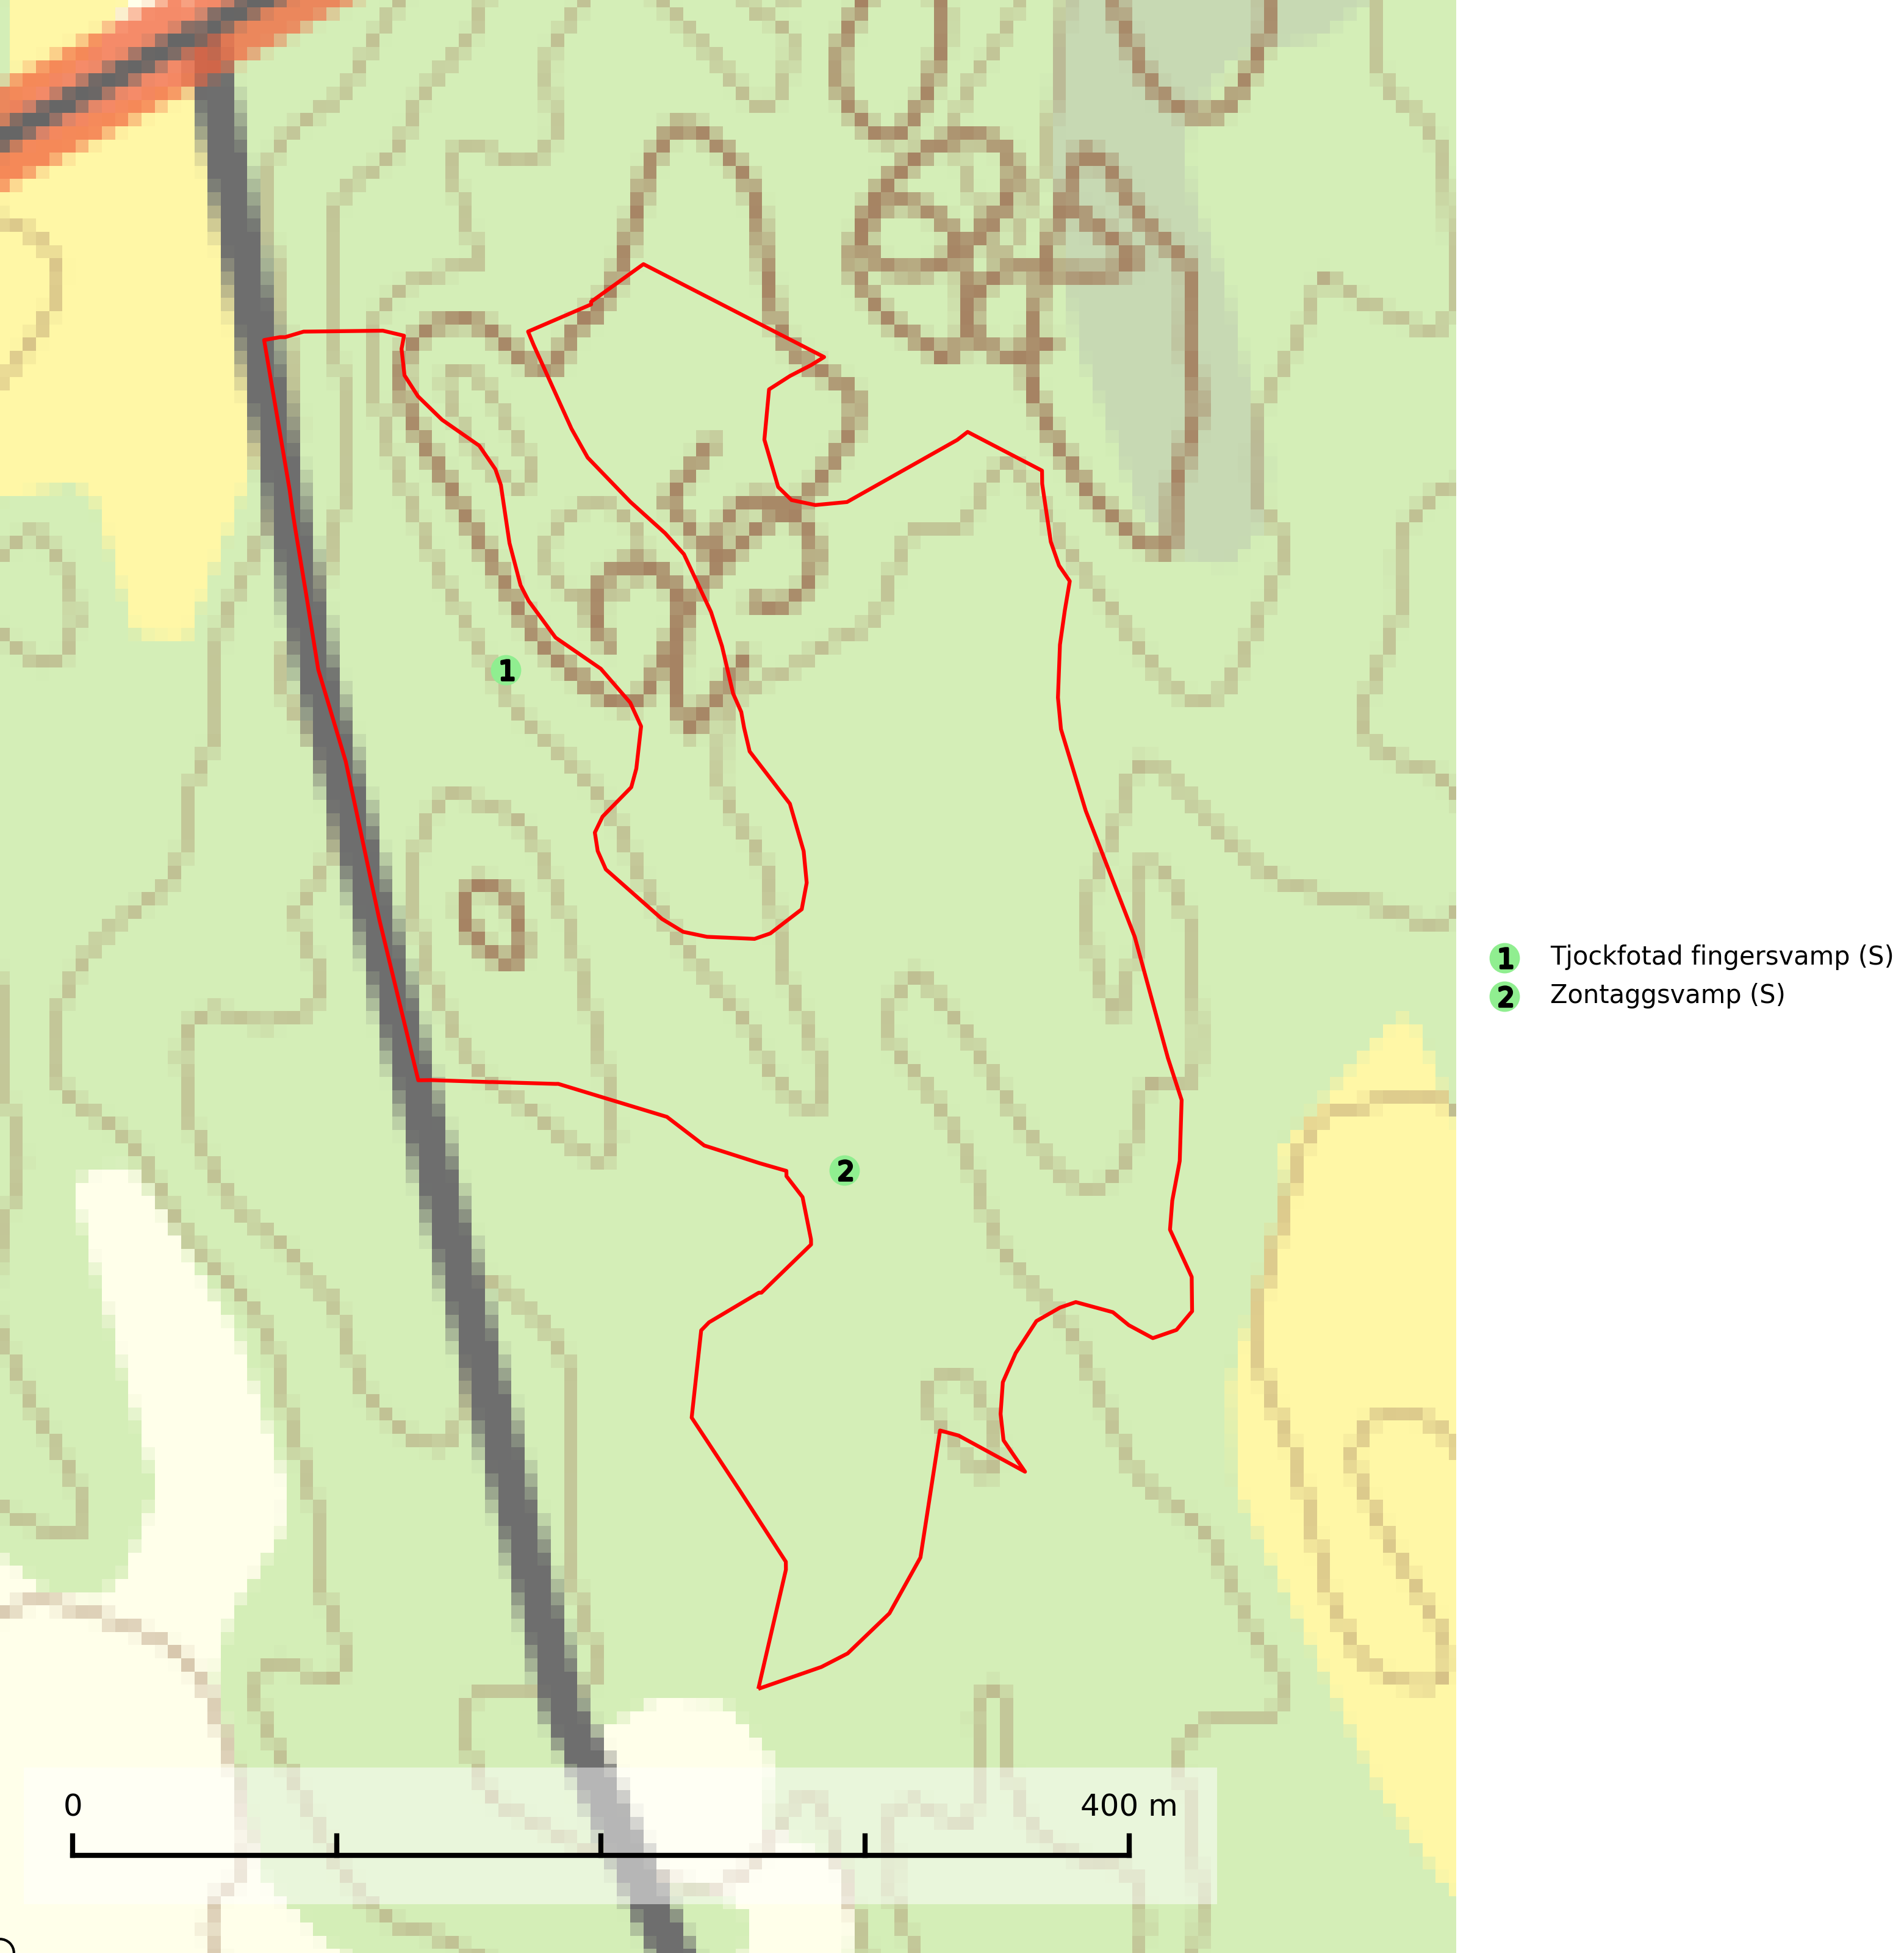 1
2
1 Tjockfotad fingersvamp (S)
2 Zontaggsvamp (S)
0 400 m